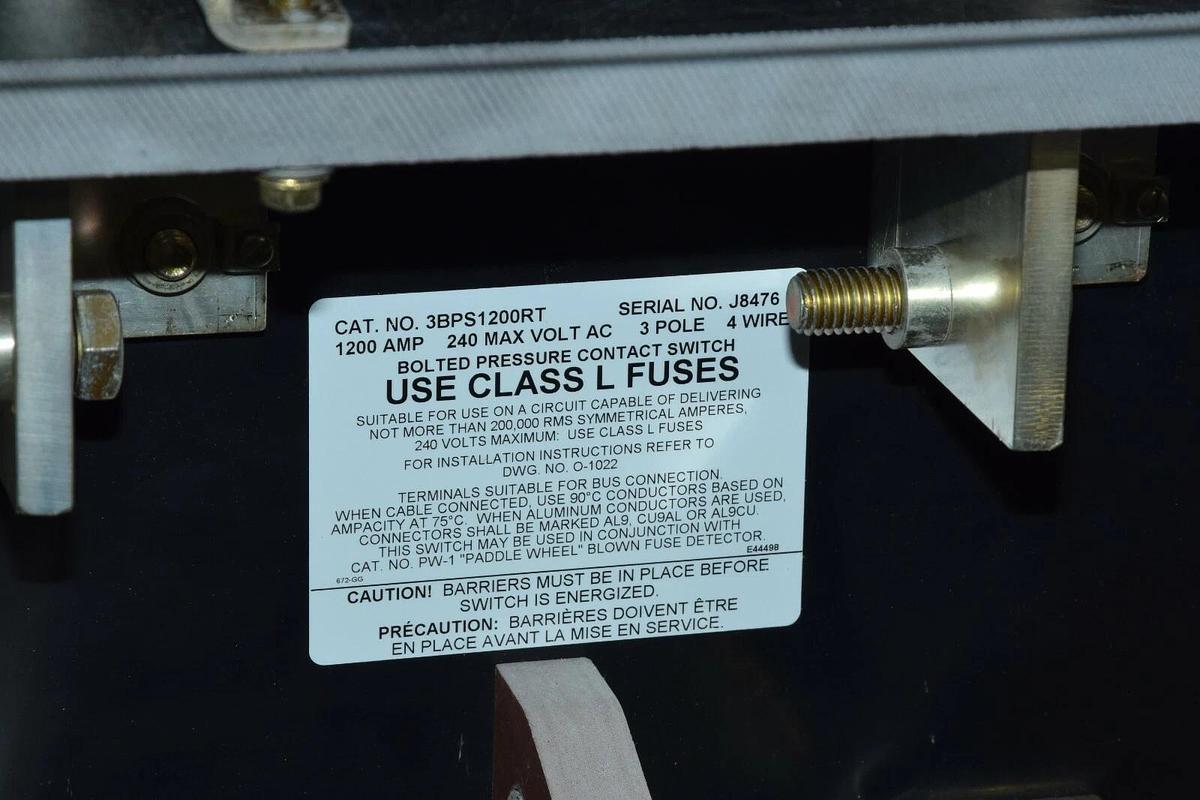 CAT. NO. 3BPS1200RT SERIAL NO. J8476
1200 AMP 240 MAX VOLT AC 3 POLE 4 WIRE
BOLTED PRESSURE CONTACT SWITCH
USE CLASS L FUSES
SUITABLE FOR USE ON A CIRCUIT CAPABLE OF DELIVERING
NOT MORE THAN 200,000 RMS SYMMETRICAL AMPERES,
240 VOLTS MAXIMUM: USE CLASS L FUSES
FOR INSTALLATION INSTRUCTIONS REFER TO
DWG. NO. O-1022
TERMINALS SUITABLE FOR BUS CONNECTION.
WHEN CABLE CONNECTED, USE 90°C CONDUCTORS BASED ON
AMPACITY AT 75°C. WHEN ALUMINUM CONDUCTORS ARE USED,
CONNECTORS SHALL BE MARKED AL9, CU9AL OR AL9CU.
THIS SWITCH MAY BE USED IN CONJUNCTION WITH
CAT. NO. PW-1 "PADDLE WHEEL" BLOWN FUSE DETECTOR.
672-GG E44498
CAUTION! BARRIERS MUST BE IN PLACE BEFORE
SWITCH IS ENERGIZED.
PRÉCAUTION: BARRIÈRES DOIVENT ÊTRE
EN PLACE AVANT LA MISE EN SERVICE.